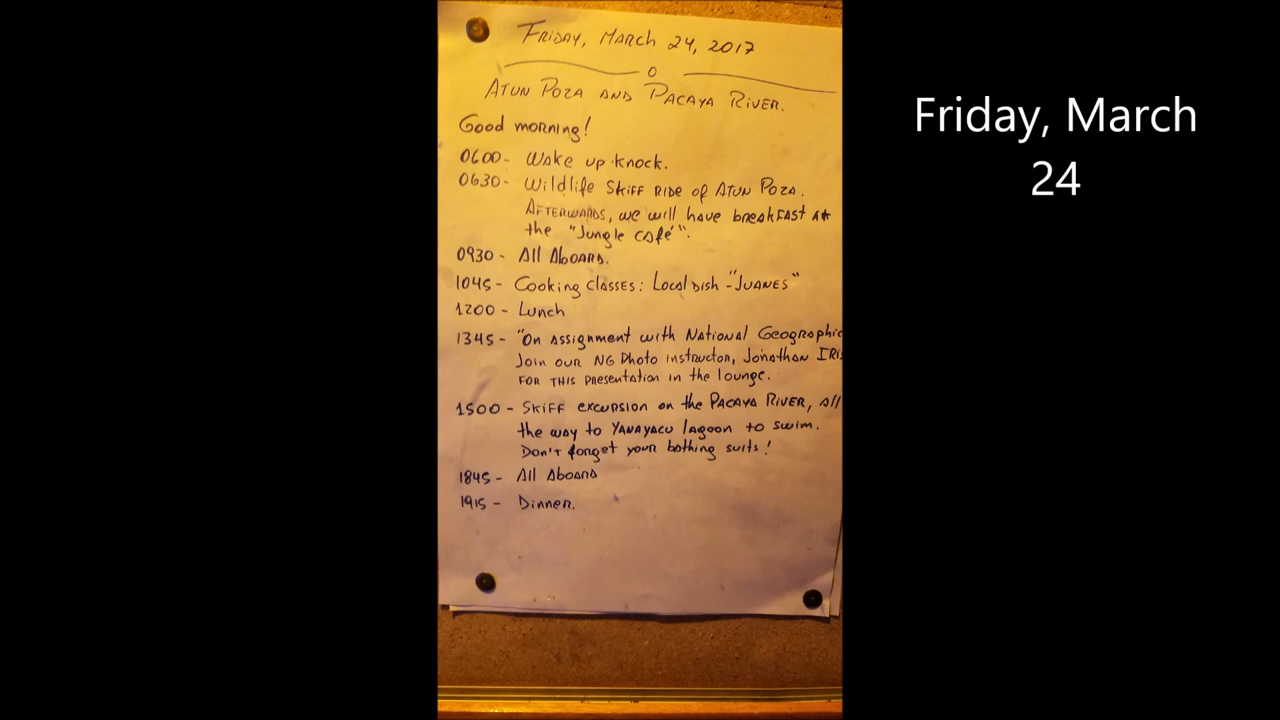 Friday, March 24, 2017
Atun Poza and Pacaya River.
Good morning!
0600- Wake up knock.
0630- Wildlife Skiff ride of Atun Poza.
Afterwards, we will have breakfast at
the "Jungle café".
0930- All Aboard.
1045- Cooking classes: Local dish -"Juanes"
1200- Lunch
1345- "On assignment with National Geographic
Join our NG Photo instructor, Jonathan Iris
for this presentation in the lounge.
1500- Skiff excursion on the Pacaya River, all
the way to Yanayacu lagoon to swim.
Don't forget your bathing suits!
1845- All Aboard
1915- Dinner.
Friday, March
24